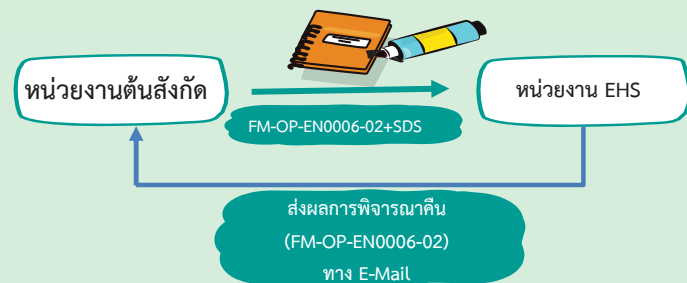 หน่วยงานต้นสังกัด
หน่วยงาน EHS
FM-OP-EN0006-02+SDS
ส่งผลการพิจารณาคืน
(FM-OP-EN0006-02)
ทาง E-Mail